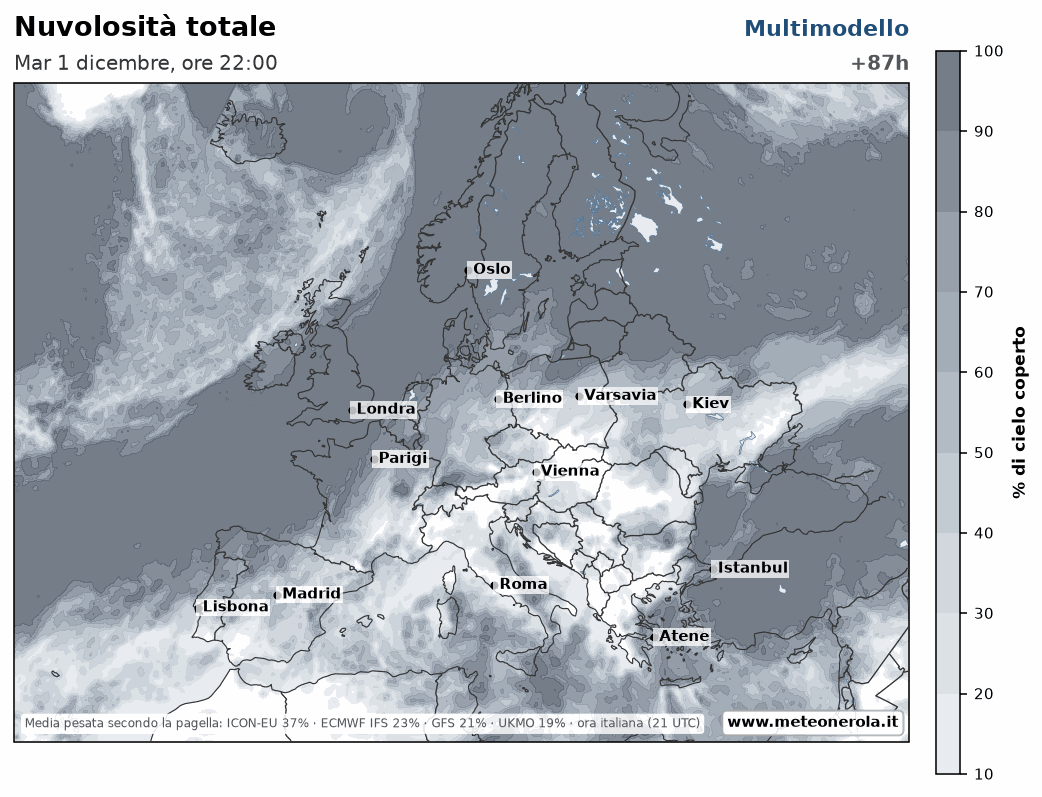 Nuvolosità totale
Multimodello
Mar 1 dicembre, ore 22:00
+87h
100
90
80
70
60
50
40
30
20
10
% di cielo coperto
Oslo
Berlino
Varsavia
Kiev
Londra
Parigi
Vienna
Istanbul
Roma
Madrid
Lisbona
Atene
Media pesata secondo la pagella: ICON-EU 37% · ECMWF IFS 23% · GFS 21% · UKMO 19% · ora italiana (21 UTC)
www.meteonerola.it